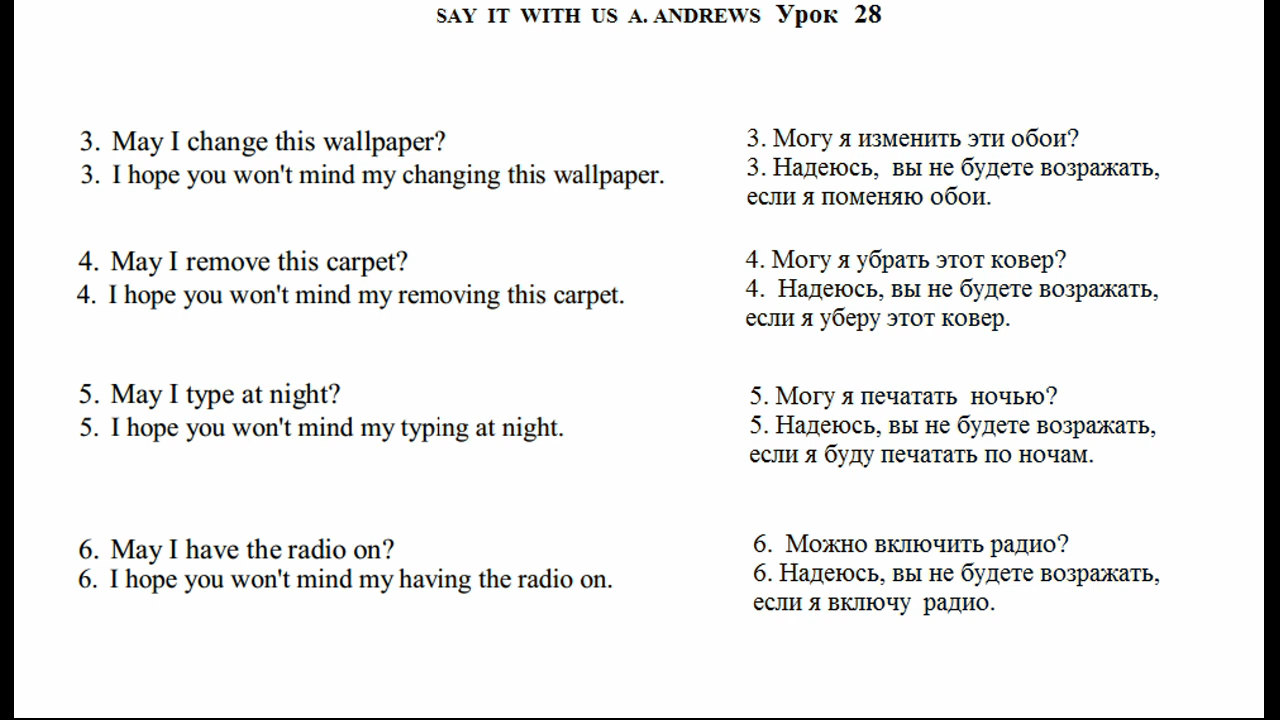 SAY IT WITH US A. ANDREWS Урок 28
3. May I change this wallpaper?
3. I hope you won't mind my changing this wallpaper.
3. Могу я изменить эти обои?
3. Надеюсь, вы не будете возражать,
если я поменяю обои.
4. May I remove this carpet?
4. I hope you won't mind my removing this carpet.
4. Могу я убрать этот ковер?
4. Надеюсь, вы не будете возражать,
если я уберу этот ковер.
5. May I type at night?
5. I hope you won't mind my typing at night.
5. Могу я печатать ночью?
5. Надеюсь, вы не будете возражать,
если я буду печатать по ночам.
6. May I have the radio on?
6. I hope you won't mind my having the radio on.
6. Можно включить радио?
6. Надеюсь, вы не будете возражать,
если я включу радио.